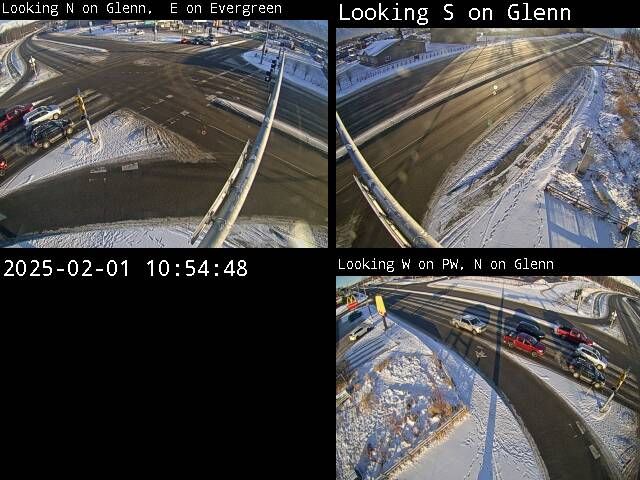 Looking N on Glenn, E on Evergreen
Looking S on Glenn
2025-02-01 10:54:48
Looking W on PW, N on Glenn